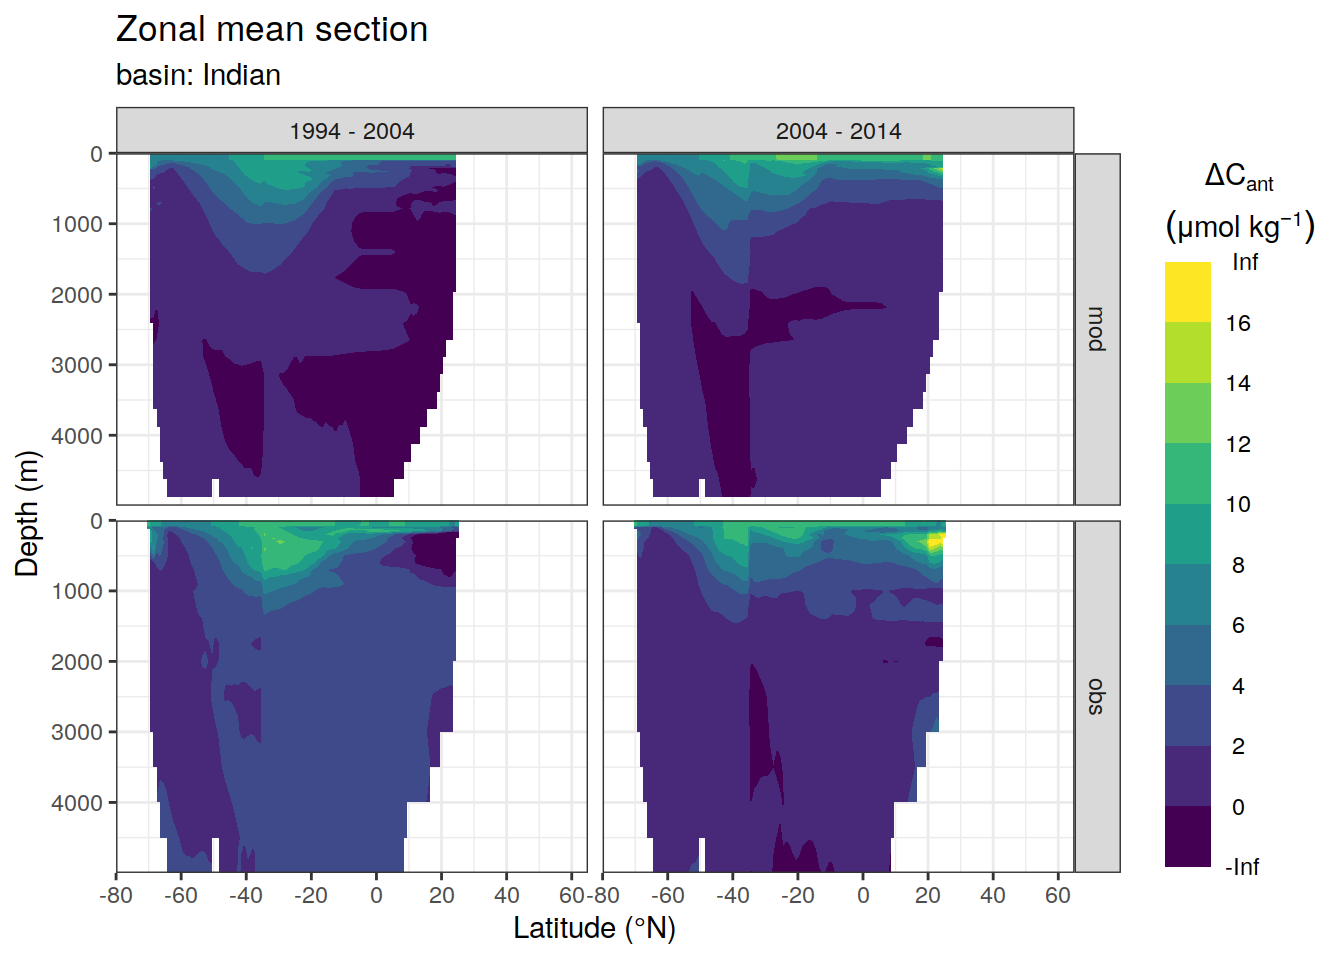 Zonal mean section
basin: Indian
1994 - 2004
2004 - 2014
0
1000
2000
3000
4000
mod
0
1000
2000
3000
4000
obs
-80 -60 -40 -20 0 20 40 60
-80 -60 -40 -20 0 20 40 60
Latitude (°N)
Depth (m)
ΔCant
(μmol kg⁻¹)
Inf
16
14
12
10
8
6
4
2
0
-Inf